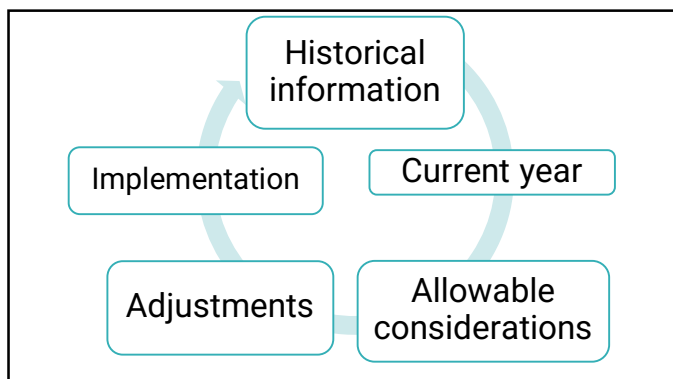 Historical
information
Current year
Allowable
considerations
Adjustments
Implementation